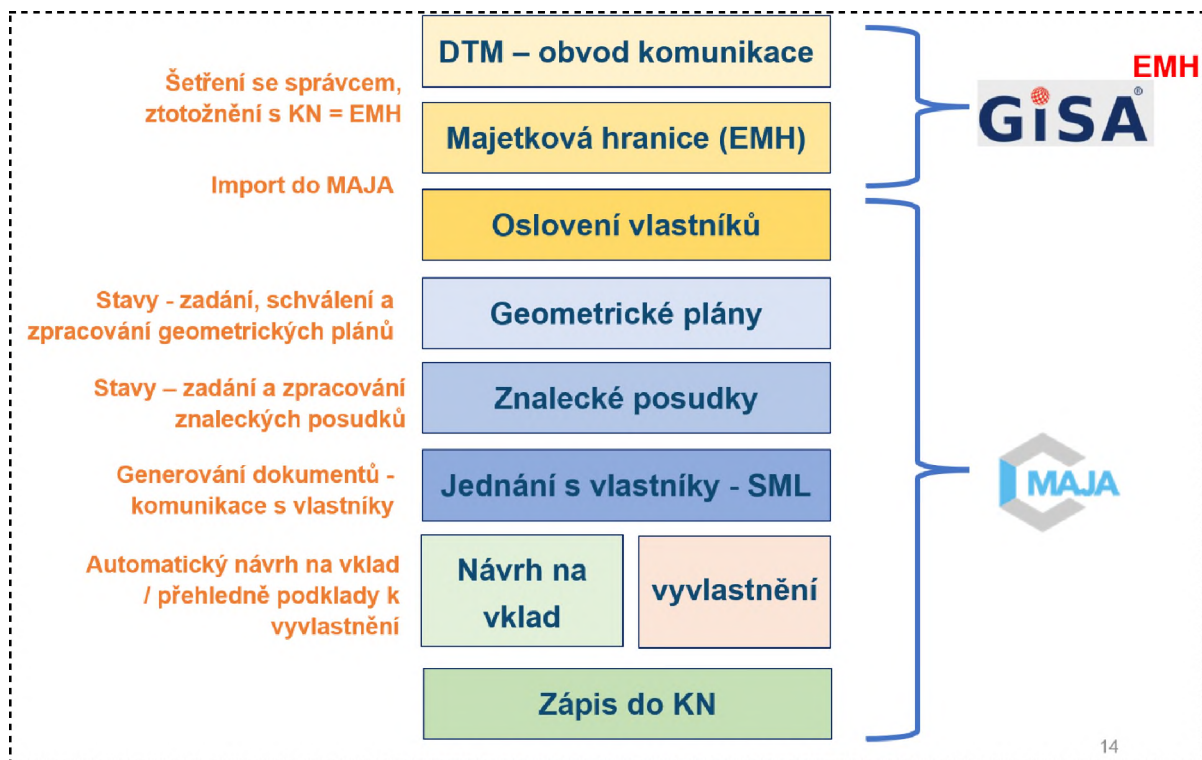 DTM – obvod komunikace
EMH
Šetření se správcem,
ztotožnění s KN = EMH
GiSA®
Majetková hranice (EMH)
Import do MAJA
Oslovení vlastníků
Stavy - zadání, schválení a
zpracování geometrických plánů
Geometrické plány
Stavy – zadání a zpracování
znaleckých posudků
Znalecké posudky
Generování dokumentů -
komunikace s vlastníky
Jednání s vlastníky - SML
MAJA
Automatický návrh na vklad
/ přehledně podklady k
vyvlastnění
Návrh na
vklad
vyvlastnění
Zápis do KN
14